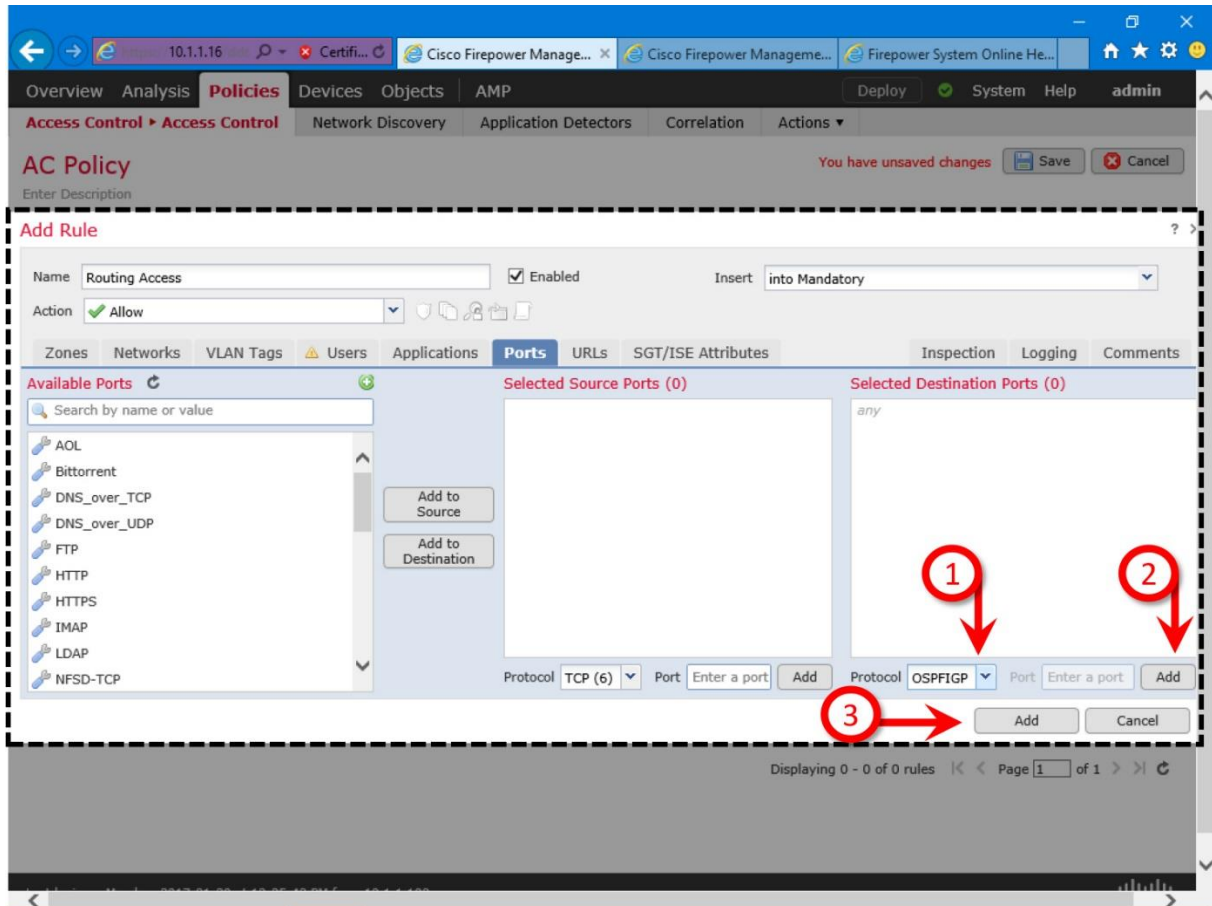 10.1.1.16
Certifi...
Cisco Firepower Manage...
Cisco Firepower Manageme...
Firepower System Online He...
Overview Analysis Policies Devices Objects AMP Deploy System Help admin
Access Control ▸ Access Control Network Discovery Application Detectors Correlation Actions ▾
AC Policy
You have unsaved changes Save Cancel
Enter Description
Add Rule ?
Name Routing Access Enabled Insert into Mandatory
Action Allow
Zones Networks VLAN Tags Users Applications Ports URLs SGT/ISE Attributes Inspection Logging Comments
Available Ports Selected Source Ports (0) Selected Destination Ports (0)
Search by name or value
any
AOL
Bittorrent
DNS_over_TCP
DNS_over_UDP
FTP
HTTP
HTTPS
IMAP
LDAP
NFSD-TCP
Add to Source
Add to Destination
1
2
Protocol TCP (6) Port Enter a port Add Protocol OSPFIGP Port Enter a port Add
3
Add Cancel
Displaying 0 - 0 of 0 rules Page 1 of 1